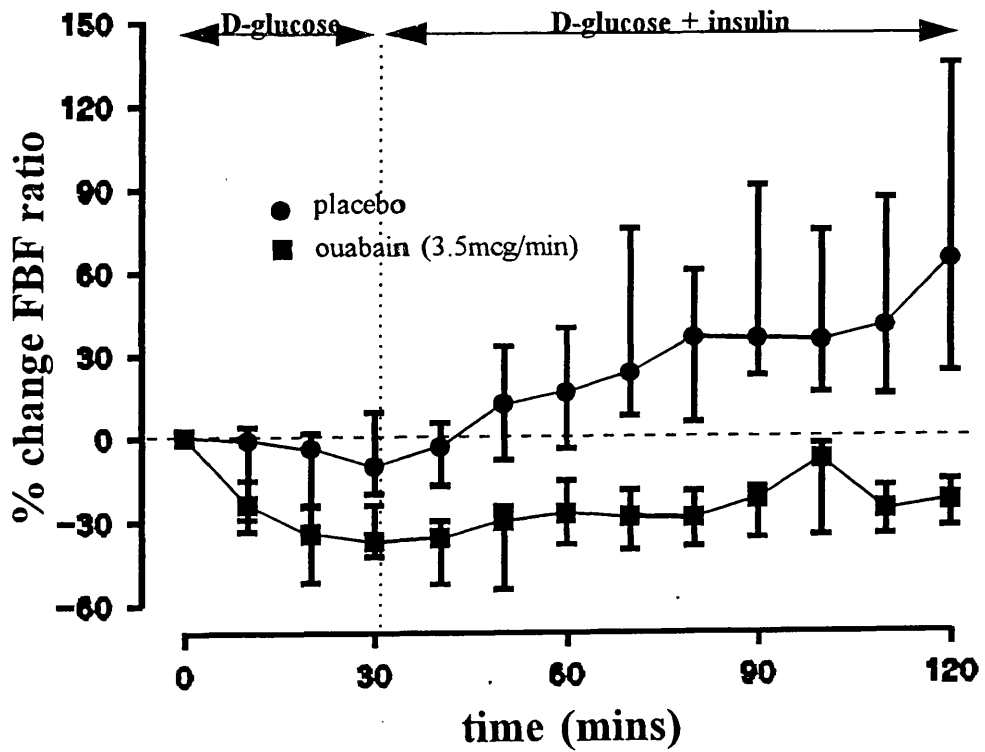 D-glucose D-glucose + insulin
150
120
90
60
30
0
−30
−60
% change FBF ratio
placebo
ouabain (3.5mcg/min)
0 30 60 90 120
time (mins)